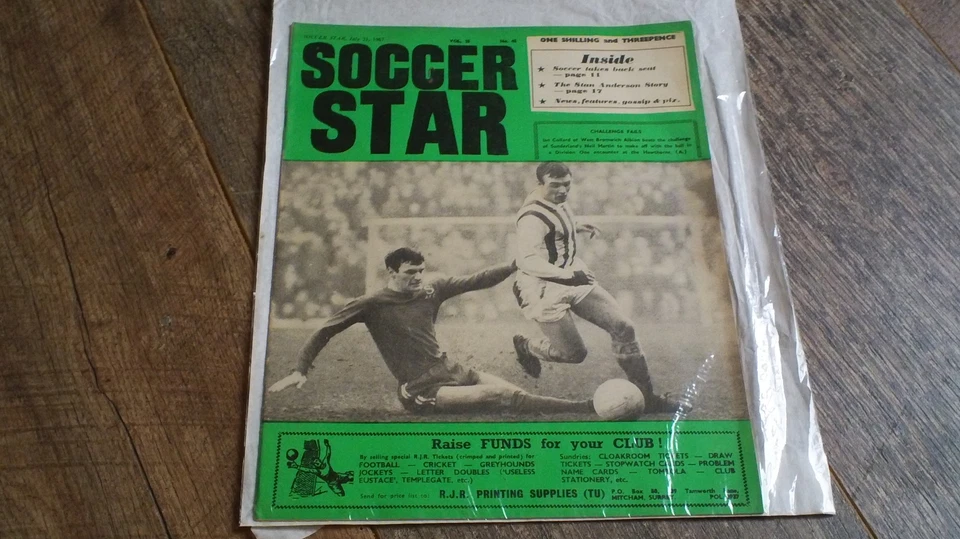 July 21, 1967
VOL. 15
No. 45
SOCCER
STAR
ONE SHILLING and THREEPENCE
Inside
★ Soccer takes back seat
— page 11
★ The Stan Anderson Story
— page 17
★ News, features, gossip & pix.
CHALLENGE FAILS
Ian Collard of West Bromwich Albion beats the challenge
of Sunderland's Neil Martin to make off with the ball in
a Division One encounter at the Hawthorns. (A.)
Raise FUNDS for your CLUB!
By selling special R.J.R. Tickets (crimped and printed) for
FOOTBALL — CRICKET — GREYHOUNDS
JOCKEYS — LETTER DOUBLES ('USELESS
EUSTACE', TEMPLEGATE, etc.)
Sundries: CLOAKROOM TICKETS — DRAW
TICKETS — STOPWATCH CARDS — PROBLEM
NAME CARDS — TOMBOLA — CLUB
STATIONERY, etc.
Send for price list to:
R.J.R. PRINTING SUPPLIES (TU)
P.O. Box Tamworth Lane,
MITCHAM, SURREY.